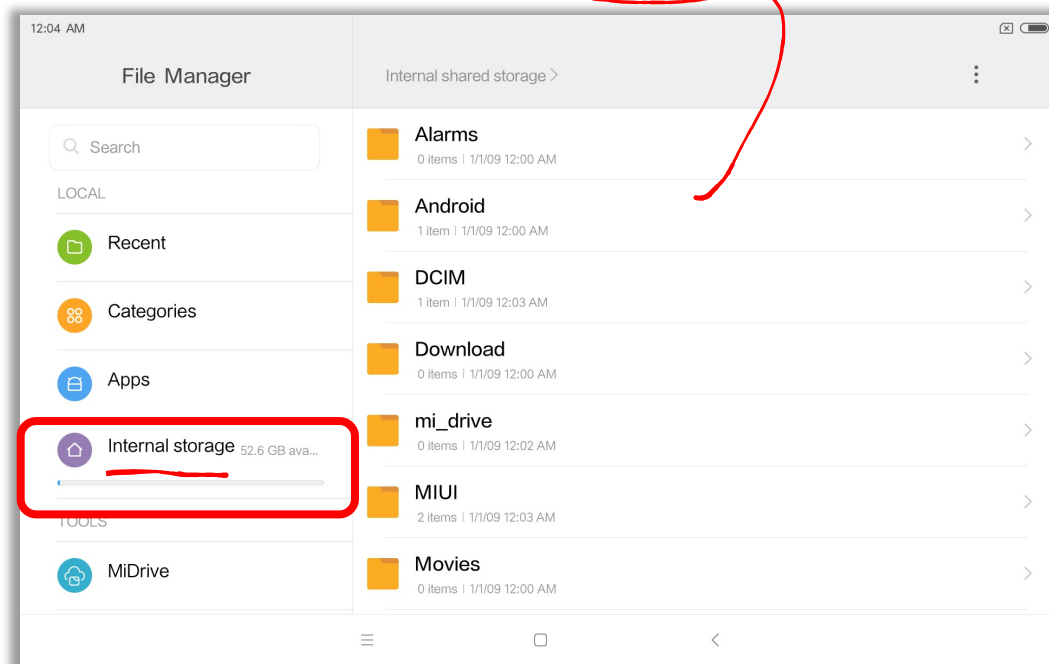 12:04 AM
File Manager
Internal shared storage >
Search
LOCAL
Recent
Categories
Apps
Internal storage 52.6 GB ava...
TOOLS
MiDrive
Alarms
0 items | 1/1/09 12:00 AM
Android
1 item | 1/1/09 12:00 AM
DCIM
1 item | 1/1/09 12:03 AM
Download
0 items | 1/1/09 12:00 AM
mi_drive
0 items | 1/1/09 12:02 AM
MIUI
2 items | 1/1/09 12:03 AM
Movies
0 items | 1/1/09 12:00 AM